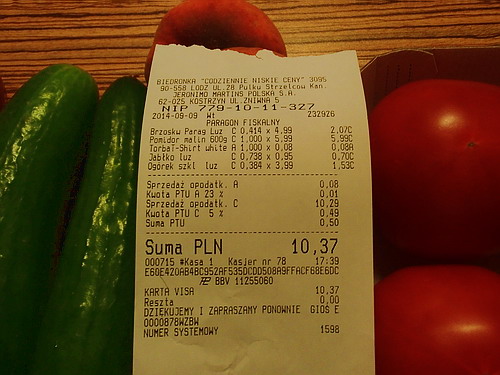 BIEDRONKA "CODZIENNIE NISKIE CENY" 3095
90-558 LODZ UL.28 Pulku Strzelcow Kan.
JERONIMO MARTINS POLSKA S.A.
62-025 KOSTRZYN UL.ZNIWNA 5
NIP 779-10-11-327
2014-09-09 Wt 232926
PARAGON FISKALNY
Brzosku Parag Luz C 0,414 x 4.99 2,07C
Pomidor malin 600g C 1,000 x 5.99 5,99C
TorbaT-Shirt white A 1,000 x 0,08 0,08A
Jabłko luz C 0,738 x 0.95 0,70C
Ogórek szkl luz C 0,384 x 3.99 1,53C
Sprzedaż opodatk. A 0,08
Kwota PTU A 23 % 0,01
Sprzedaż opodatk. C 10,29
Kwota PTU C 5 % 0,49
Suma PTU 0,50
Suma PLN 10,37
000715 #Kasa 1 Kasjer nr 78 17:39
BBV 11255060
KARTA VISA 10,37
Reszta 0,00
DZIEKUJEMY I ZAPRASZAMY PONOWNIE GIOŚ E
0000878WZBW
NUMER SYSTEMOWY 1598